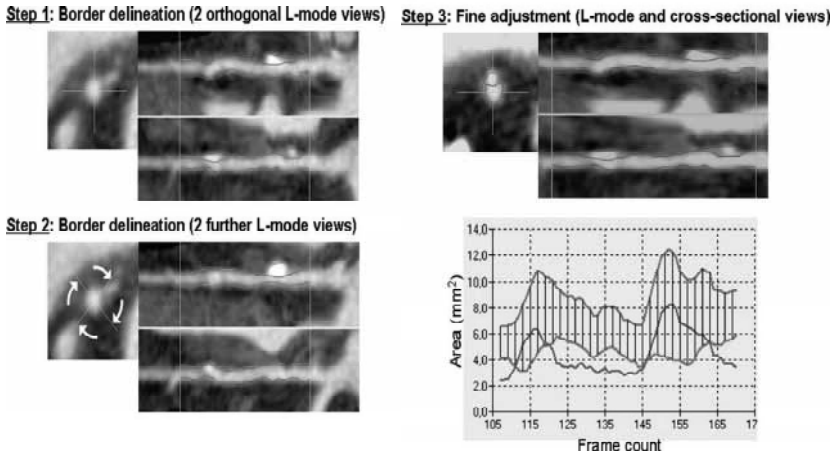 Step 1: Border delineation (2 orthogonal L-mode views)
Step 2: Border delineation (2 further L-mode views)
Step 3: Fine adjustment (L-mode and cross-sectional views)
14,0
12,0
10,0
8,0
6,0
4,0
2.0
0,0
Area (mm²)
105 115 125 135 145 155 165 17
Frame count